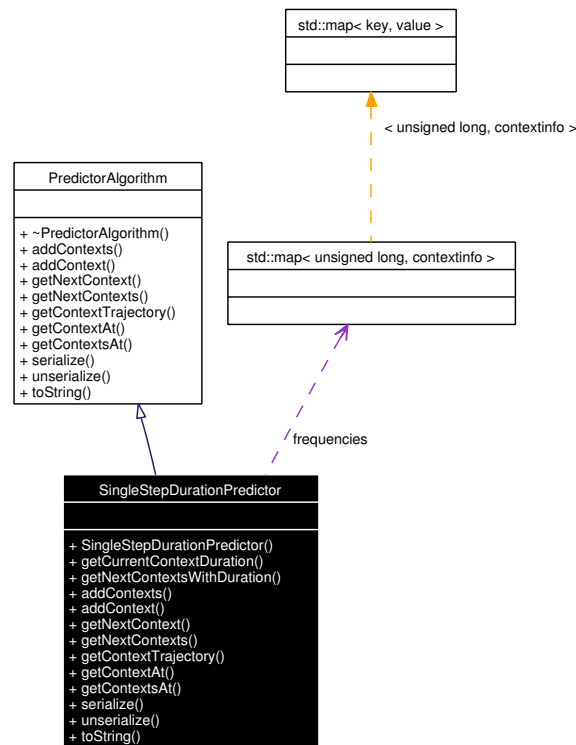 std::map< key, value >
< unsigned long, contextinfo >
PredictorAlgorithm
+ ~PredictorAlgorithm()
+ addContexts()
+ addContext()
+ getNextContext()
+ getNextContexts()
+ getContextTrajectory()
+ getContextAt()
+ getContextsAt()
+ serialize()
+ unserialize()
+ toString()
std::map< unsigned long, contextinfo >
frequencies
SingleStepDurationPredictor
+ SingleStepDurationPredictor()
+ getCurrentContextDuration()
+ getNextContextsWithDuration()
+ addContexts()
+ addContext()
+ getNextContext()
+ getNextContexts()
+ getContextTrajectory()
+ getContextAt()
+ getContextsAt()
+ serialize()
+ unserialize()
+ toString()